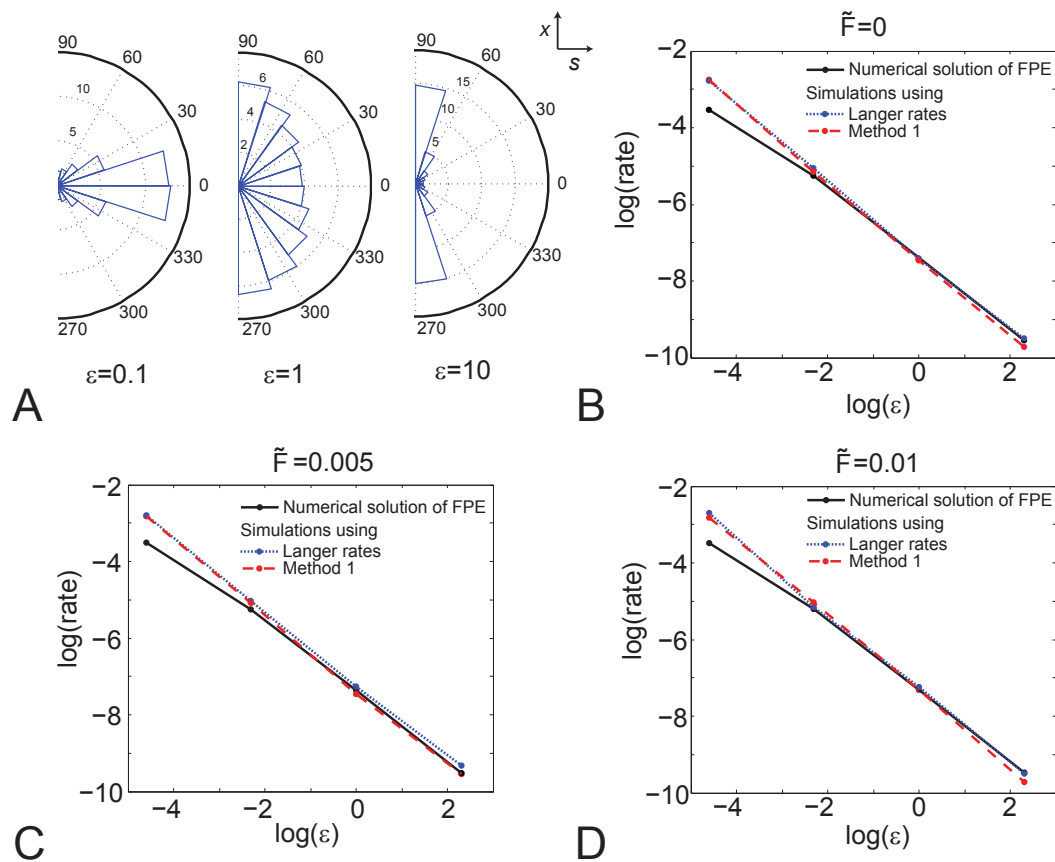 x
s
90
60
30
0
330
300
270
10
5
ε=0.1
90
60
30
0
330
300
270
6
4
2
ε=1
90
60
30
0
330
300
270
15
10
5
ε=10
A
F̃=0
Numerical solution of FPE
Simulations using
Langer rates
Method 1
log(rate)
−2
−4
−6
−8
−10
−4
−2
0
2
log(ε)
B
F̃=0.005
Numerical solution of FPE
Simulations using
Langer rates
Method 1
log(rate)
−2
−4
−6
−8
−10
−4
−2
0
2
log(ε)
C
F̃=0.01
Numerical solution of FPE
Simulations using
Langer rates
Method 1
log(rate)
−2
−4
−6
−8
−10
−4
−2
0
2
log(ε)
D